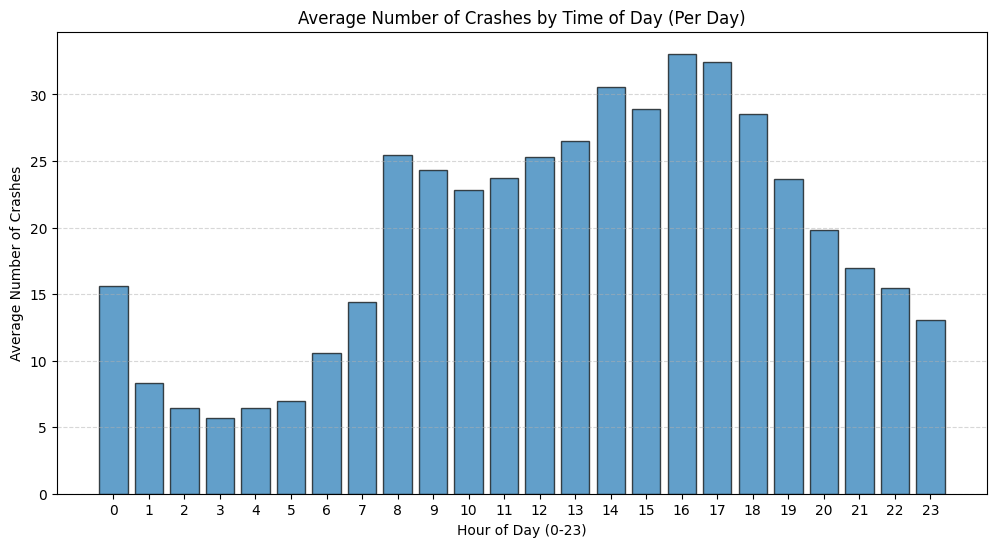 Average Number of Crashes by Time of Day (Per Day)
Average Number of Crashes
30
25
20
15
10
5
0
0 1 2 3 4 5 6 7 8 9 10 11 12 13 14 15 16 17 18 19 20 21 22 23
Hour of Day (0-23)